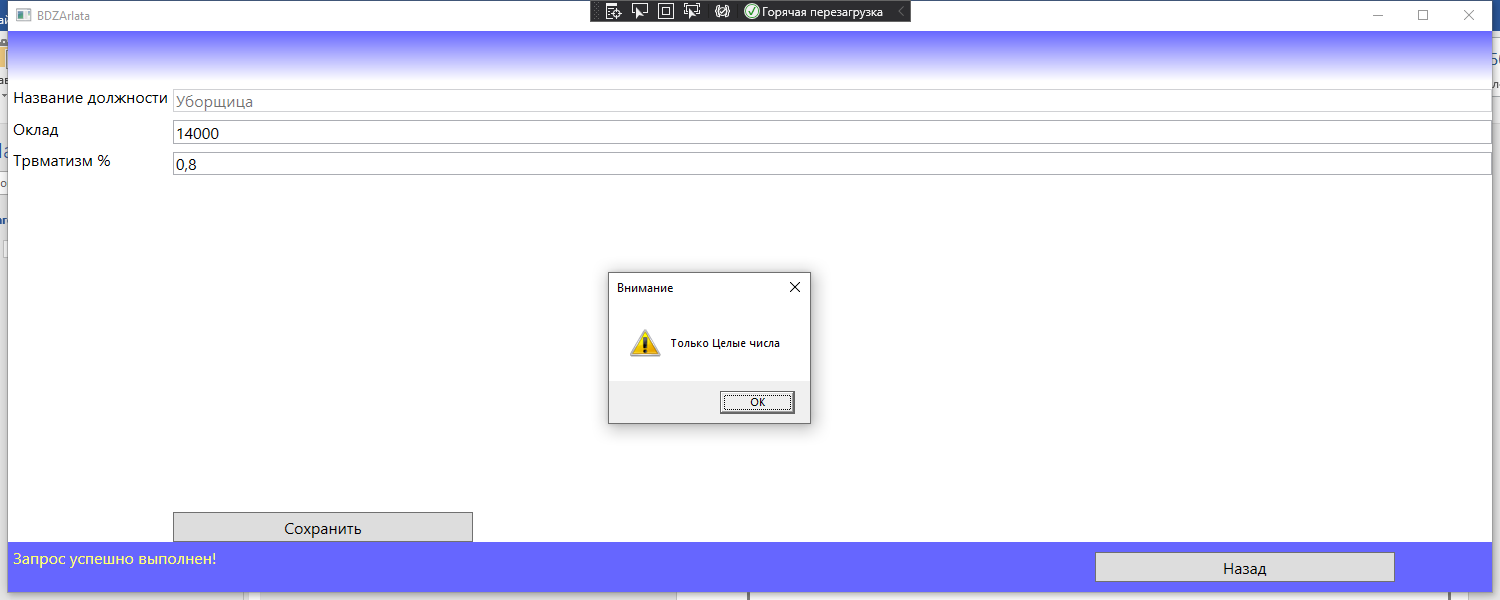 BDZArlata
Горячая перезагрузка
Название должности Уборщица
Оклад 14000
Трвматизм % 0,8
Внимание
Только Целые числа
OK
Сохранить
Запрос успешно выполнен!
Назад